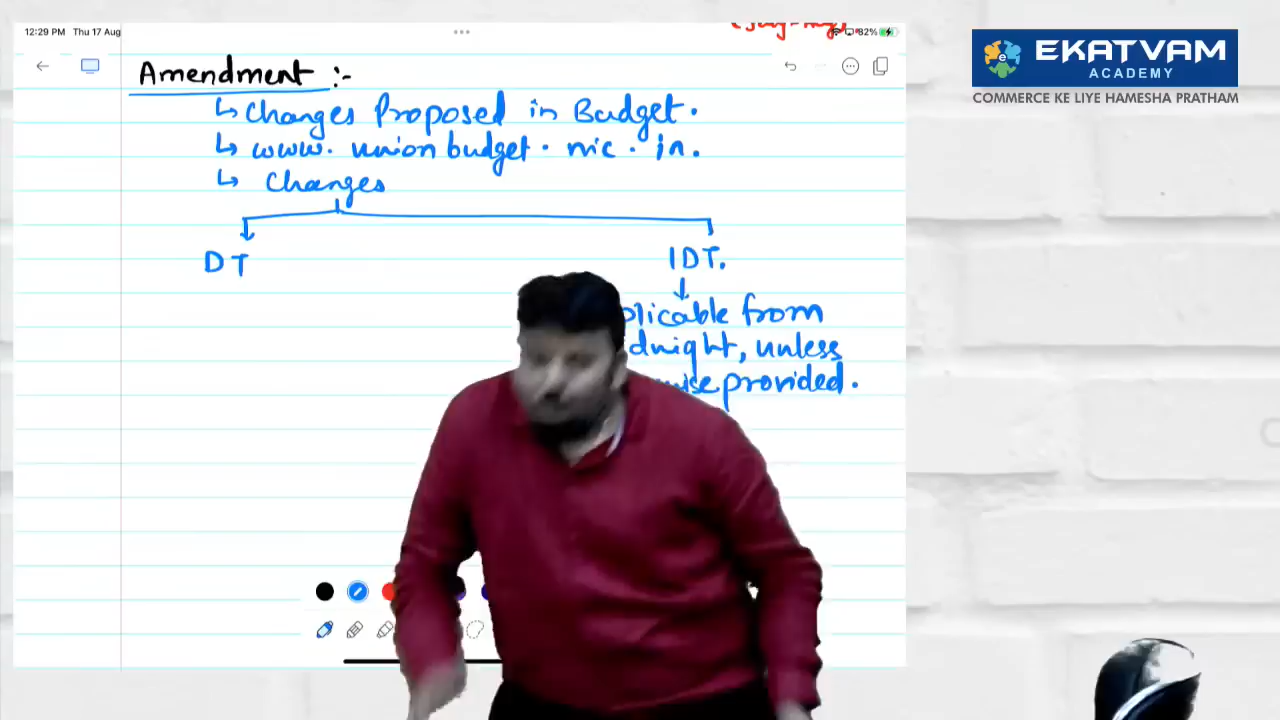 12:29 PM Thu 17 Aug
82%
EKATVAM
ACADEMY
COMMERCE KE LIYE HAMESHA PRATHAM
Amendment :-
↳ Changes Proposed in Budget.
↳ www. union budget. nic. in.
↳ Changes
DT
IDT.
plicable from
dnight, unless
provided.